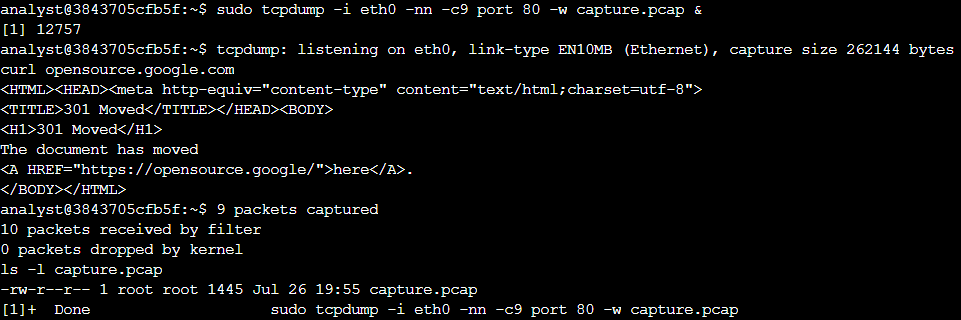 analyst@3843705cfb5f:~$ sudo tcpdump -i eth0 -nn -c9 port 80 -w capture.pcap &
[1] 12757
analyst@3843705cfb5f:~$ tcpdump: listening on eth0, link-type EN10MB (Ethernet), capture size 262144 bytes
curl opensource.google.com
<HTML><HEAD><meta http-equiv="content-type" content="text/html;charset=utf-8">
<TITLE>301 Moved</TITLE></HEAD><BODY>
<H1>301 Moved</H1>
The document has moved
<A HREF="https://opensource.google/">here</A>.
</BODY></HTML>
analyst@3843705cfb5f:~$ 9 packets captured
10 packets received by filter
0 packets dropped by kernel
ls -l capture.pcap
-rw-r--r-- 1 root root 1445 Jul 26 19:55 capture.pcap
[1]+  Done                    sudo tcpdump -i eth0 -nn -c9 port 80 -w capture.pcap